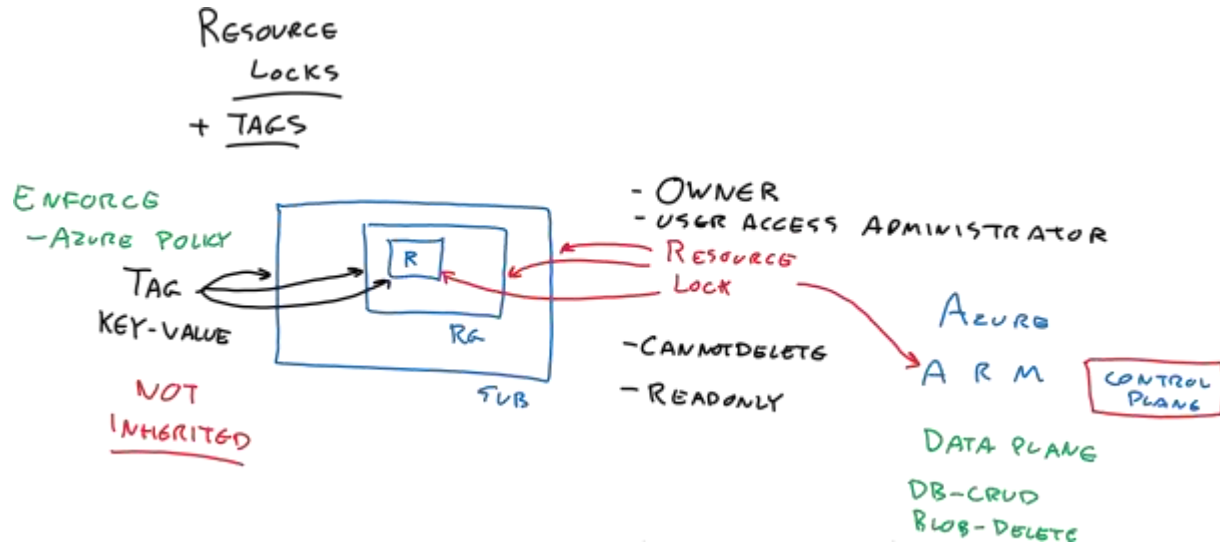 RESOURCE
LOCKS
+ TAGS
ENFORCE
- AZURE POLICY
TAG
KEY-VALUE
NOT
INHERITED
R
RG
SUB
- OWNER
- USER ACCESS ADMINISTRATOR
RESOURCE
LOCK
- CANNOTDELETE
- READONLY
AZURE
ARM
CONTROL
PLANE
DATA PLANE
DB-CRUD
BLOB-DELETE